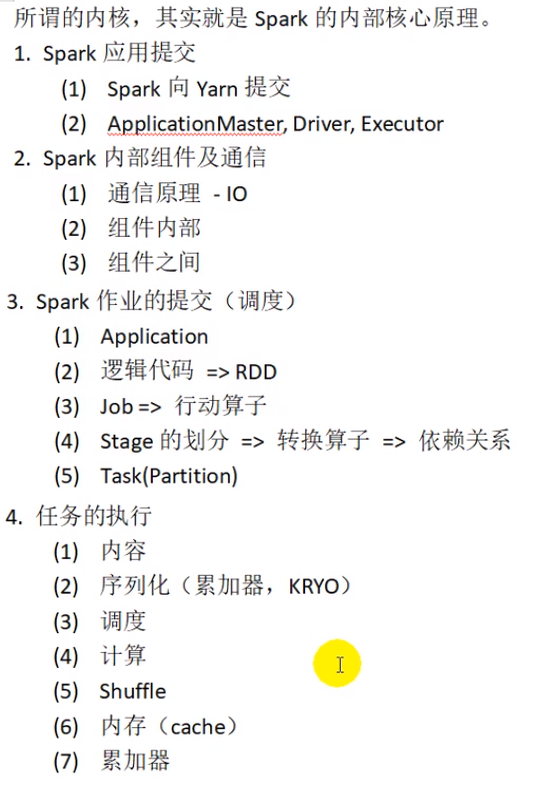 所谓的内核，其实就是 Spark 的内部核心原理。
1. Spark 应用提交
(1) Spark 向 Yarn 提交
(2) ApplicationMaster, Driver, Executor
2. Spark 内部组件及通信
(1) 通信原理 - IO
(2) 组件内部
(3) 组件之间
3. Spark 作业的提交（调度）
(1) Application
(2) 逻辑代码 => RDD
(3) Job => 行动算子
(4) Stage 的划分 => 转换算子 => 依赖关系
(5) Task(Partition)
4. 任务的执行
(1) 内容
(2) 序列化（累加器，KRYO）
(3) 调度
(4) 计算
(5) Shuffle
(6) 内存（cache）
(7) 累加器